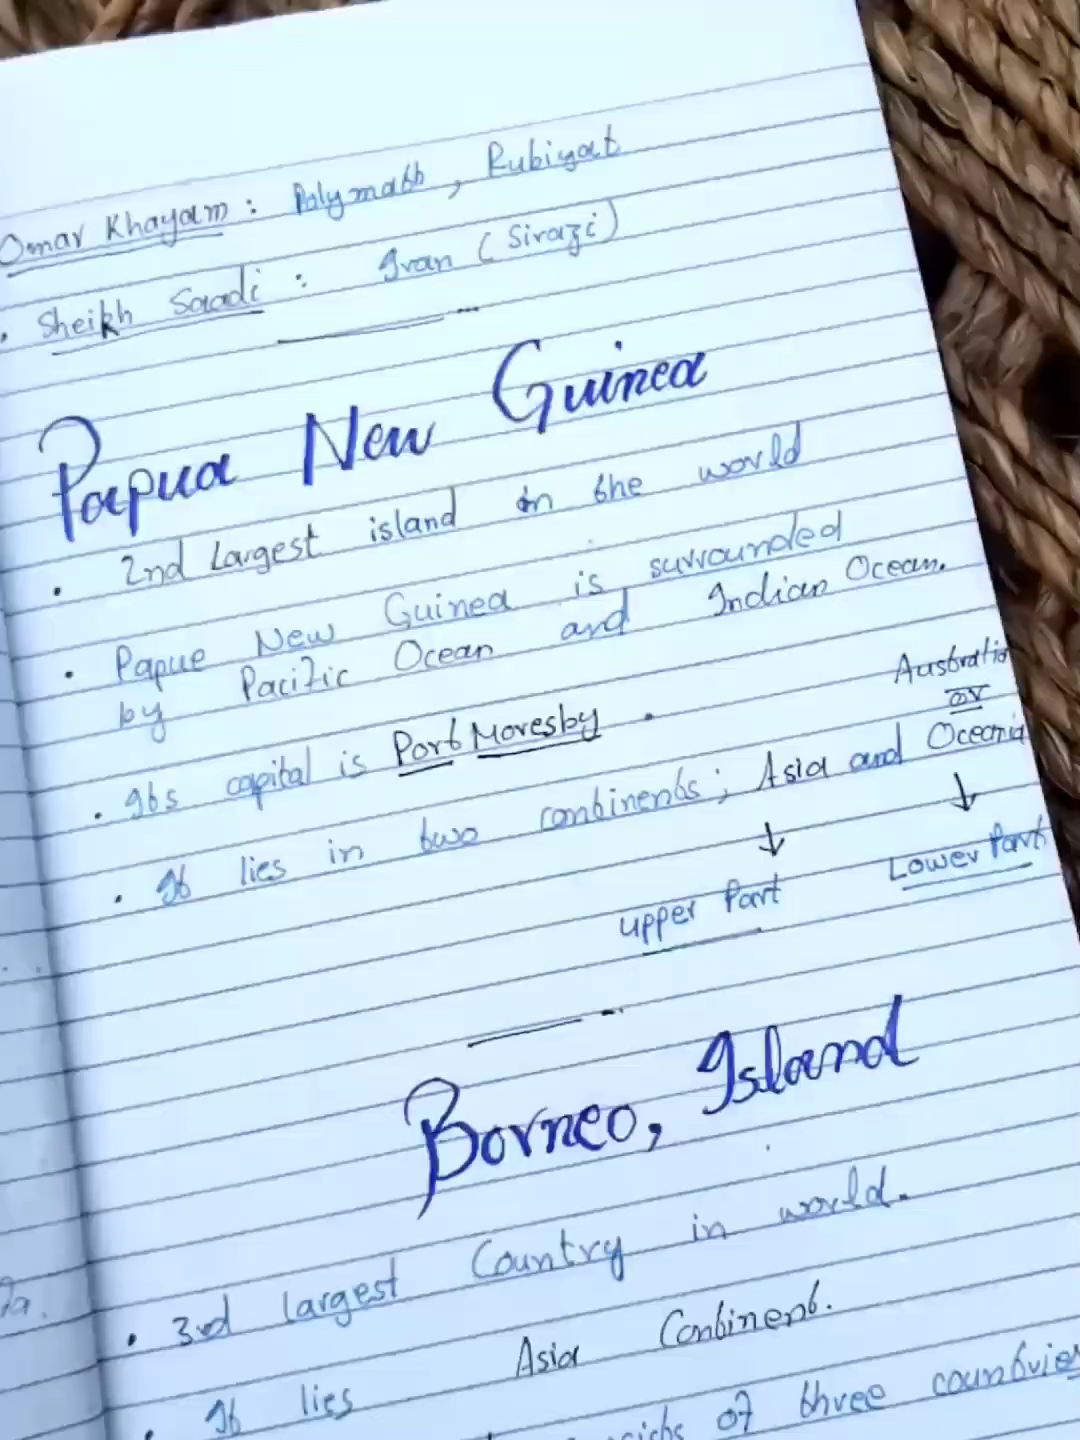 Omar Khayam : Polymath , Rubiyat
. Sheikh Saadi : Iran ( Sirazi )
Papua New Guinea
. 2nd Largest island in the world
. Papue New Guinea is surrounded
by Pacific Ocean and Indian Ocean.
Australia
or
. Its capital is Port Moresby .
. It lies in two continents ; Asia and Oceania
upper Part Lower Part
Borneo, Island
. 3rd largest Country in world.
. It lies Asia Continent.
of three countries